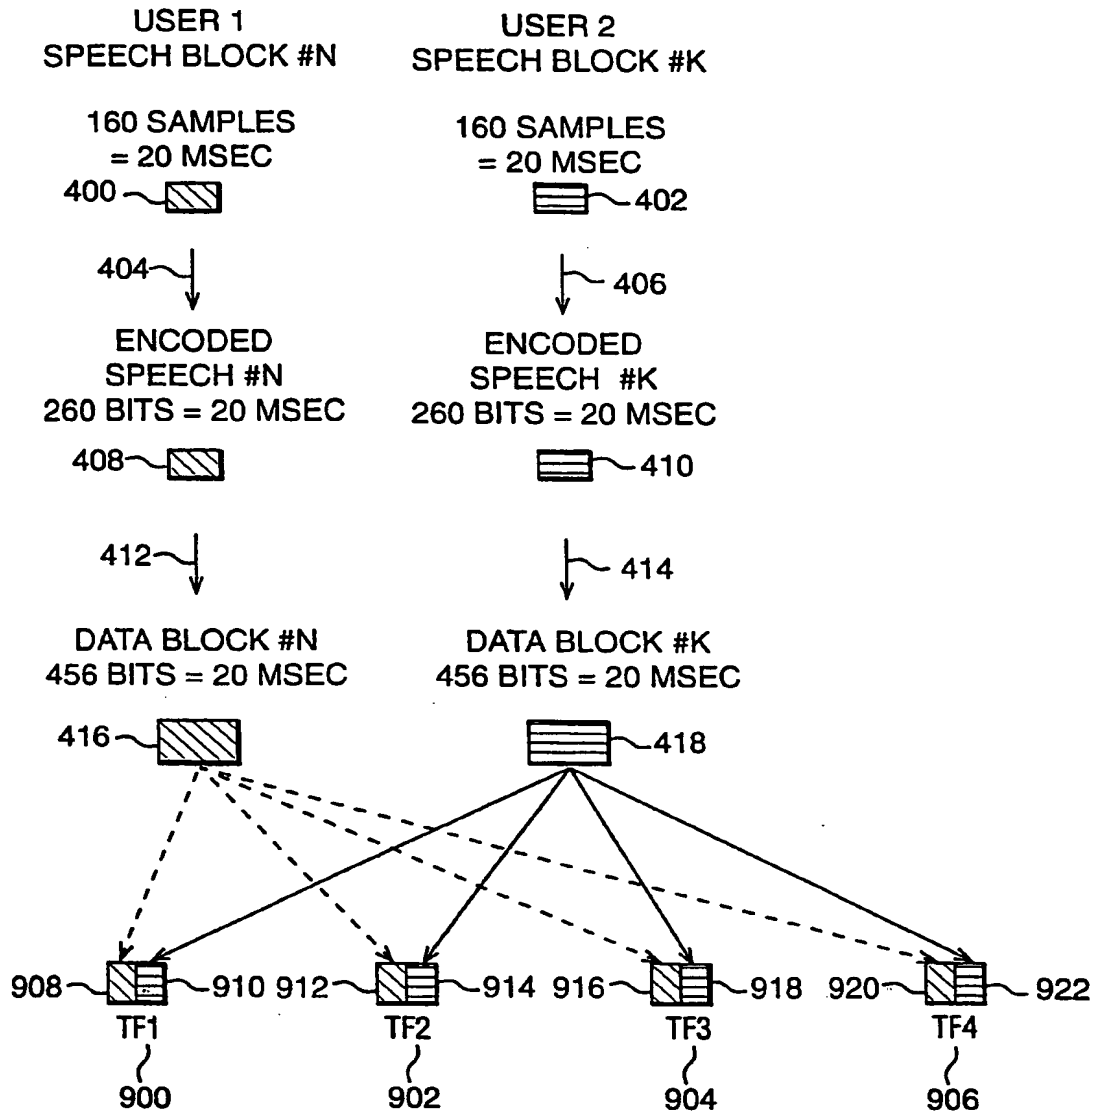 USER 1
SPEECH BLOCK #N
USER 2
SPEECH BLOCK #K
160 SAMPLES
= 20 MSEC
160 SAMPLES
= 20 MSEC
400
402
404
406
ENCODED
SPEECH #N
260 BITS = 20 MSEC
ENCODED
SPEECH #K
260 BITS = 20 MSEC
408
410
412
414
DATA BLOCK #N
456 BITS = 20 MSEC
DATA BLOCK #K
456 BITS = 20 MSEC
416
418
908
910
912
914
916
918
920
922
TF1
TF2
TF3
TF4
900
902
904
906